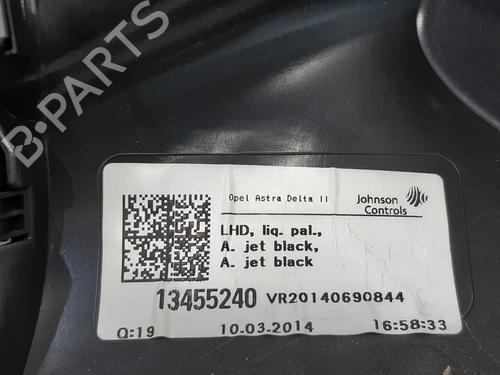 B-PARTS
Opel Astra Delta II
Johnson
Controls
LHD, liq. pal.,
A. jet black,
A. jet black
13455240 VR20140690844
Q:19 10-03-2014 16:58:33